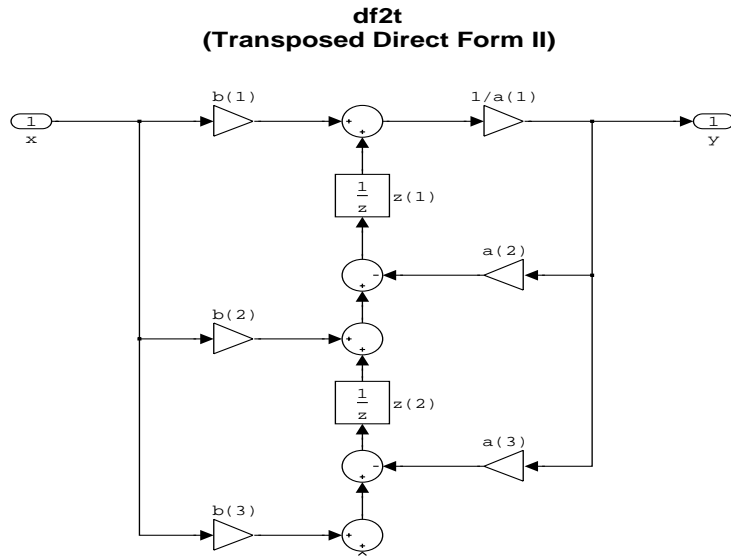 df2t
(Transposed Direct Form II)
b(1)
1/a(1)
1
x
+
+
1
y
1
z
z(1)
a(2)
-
+
b(2)
+
+
1
z
z(2)
a(3)
-
+
b(3)
+
+